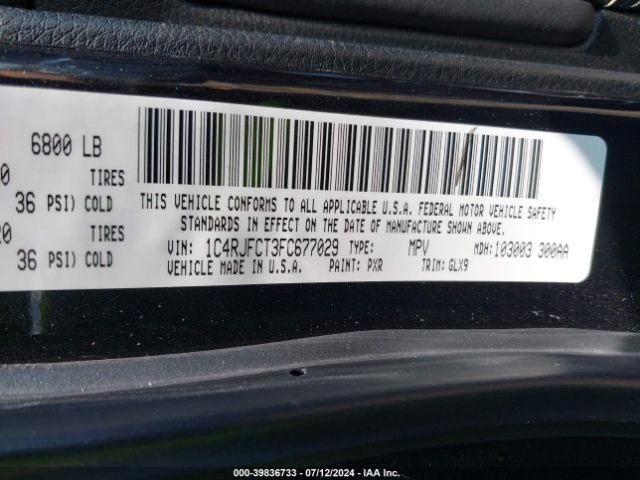 6800 LB
0 TIRES
36 PSI) COLD
20 TIRES
36 PSI) COLD
THIS VEHICLE CONFORMS TO ALL APPLICABLE U.S.A. FEDERAL MOTOR VEHICLE SAFETY
STANDARDS IN EFFECT ON THE DATE OF MANUFACTURE SHOWN ABOVE.
VIN: 1C4RJFCT3FC677029 TYPE: MPV MDH: 103003 300AA
VEHICLE MADE IN U.S.A. PAINT: PXR TRIM: GLX9
000-39836733 - 07/12/2024 - IAA Inc.